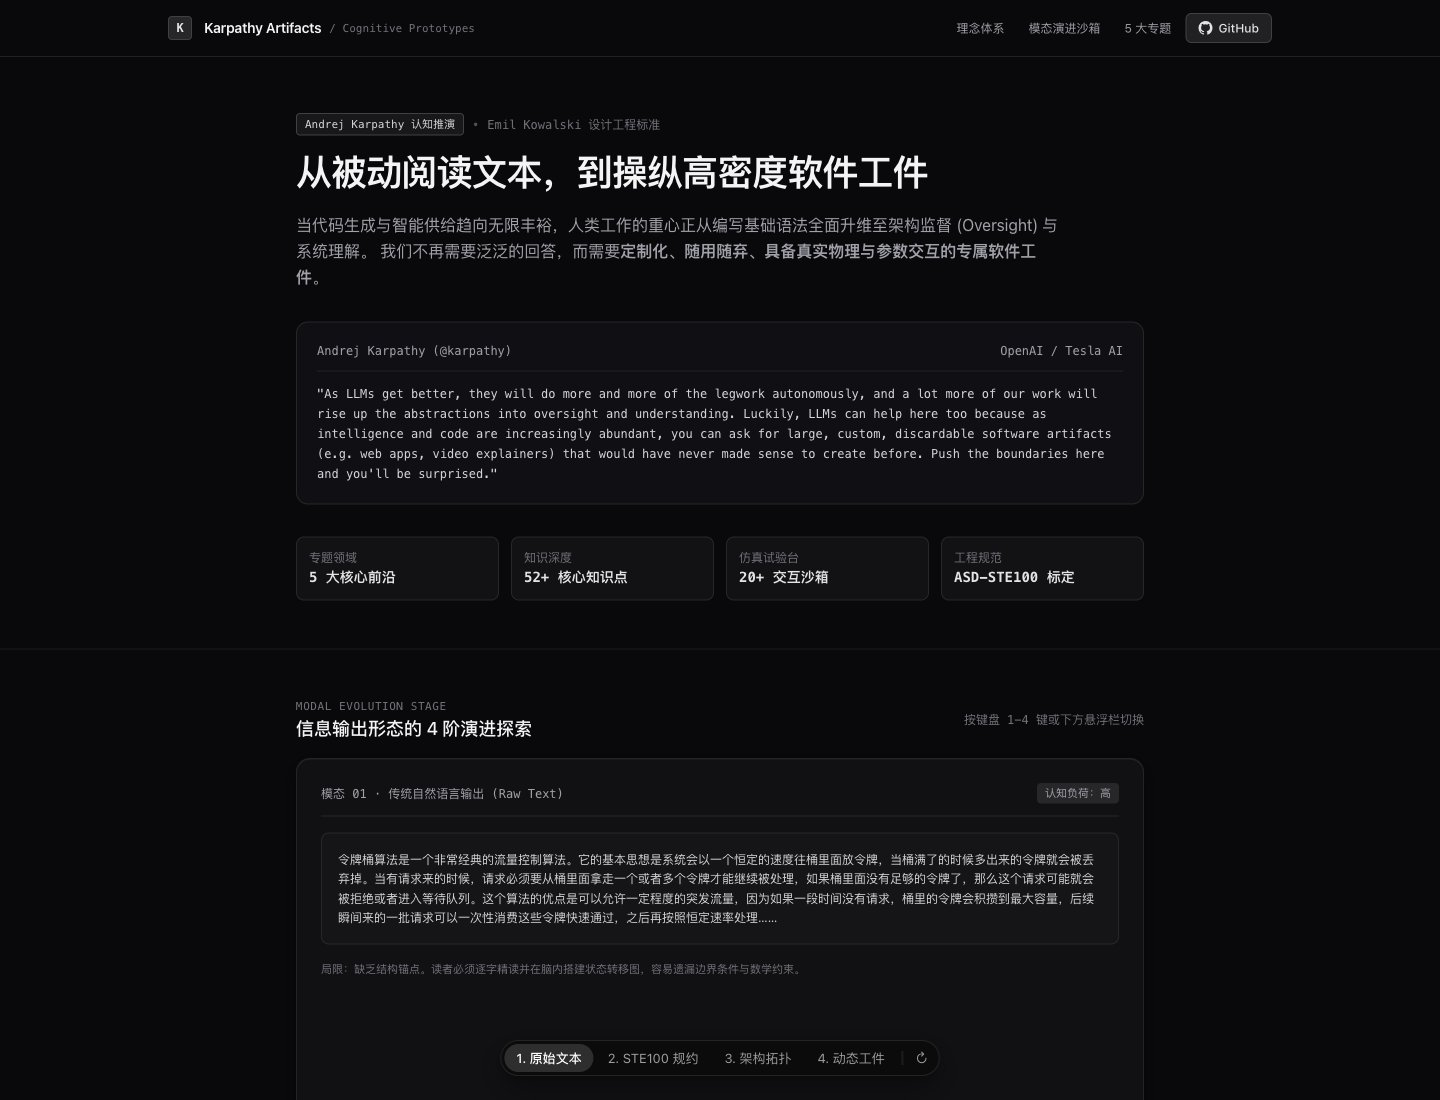 K Karpathy Artifacts / Cognitive Prototypes 理念体系 模态演进沙箱 5 大专题 GitHub
Andrej Karpathy 认知推演 • Emil Kowalski 设计工程标准
从被动阅读文本，到操纵高密度软件工件
当代码生成与智能供给趋向无限丰裕，人类工作的重心正从编写基础语法全面升维至架构监督 (Oversight) 与
系统理解。 我们不再需要泛泛的回答，而需要定制化、随用随弃、具备真实物理与参数交互的专属软件工
件。
Andrej Karpathy (@karpathy) OpenAI / Tesla AI
"As LLMs get better, they will do more and more of the legwork autonomously, and a lot more of our work will
rise up the abstractions into oversight and understanding. Luckily, LLMs can help here too because as
intelligence and code are increasingly abundant, you can ask for large, custom, discardable software artifacts
(e.g. web apps, video explainers) that would have never made sense to create before. Push the boundaries here
and you'll be surprised."
专题领域
5 大核心前沿
知识深度
52+ 核心知识点
仿真试验台
20+ 交互沙箱
工程规范
ASD-STE100 标定
MODAL EVOLUTION STAGE
信息输出形态的 4 阶演进探索
按键盘 1-4 键或下方悬浮栏切换
模态 01 · 传统自然语言输出 (Raw Text) 认知负荷：高
令牌桶算法是一个非常经典的流量控制算法。它的基本思想是系统会以一个恒定的速度往桶里面放令牌，当桶满了的时候多出来的令牌就会被丢
弃掉。当有请求来的时候，请求必须要从桶里面拿走一个或者多个令牌才能继续被处理，如果桶里面没有足够的令牌了，那么这个请求可能就会
被拒绝或者进入等待队列。这个算法的优点是可以允许一定程度的突发流量，因为如果一段时间没有请求，桶里的令牌会积攒到最大容量，后续
瞬间来的一批请求可以一次性消费这些令牌快速通过，之后再按照恒定速率处理……
局限：缺乏结构锚点。读者必须逐字精读并在脑内搭建状态转移图，容易遗漏边界条件与数学约束。
1. 原始文本 2. STE100 规约 3. 架构拓扑 4. 动态工件 ↻